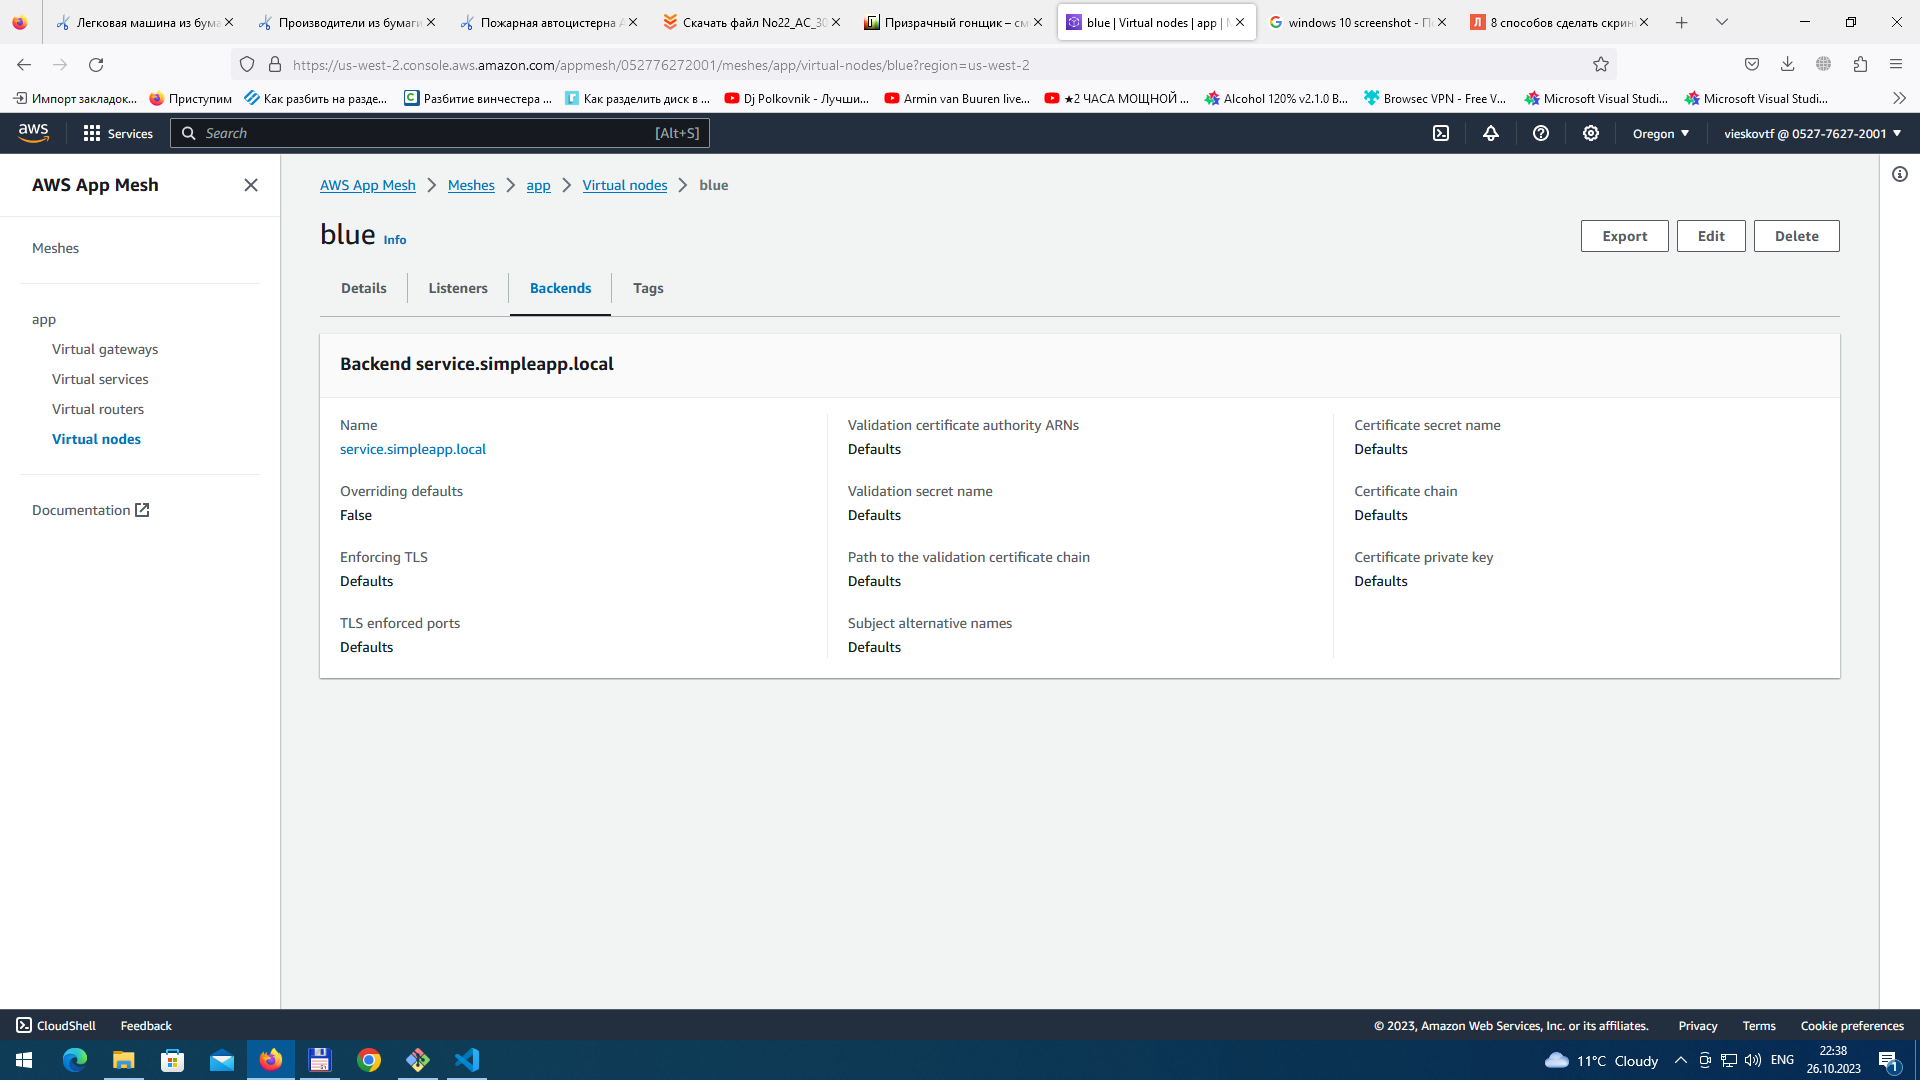 Легковая машина из бума
Производители из бумаги
Пожарная автоцистерна А
Скачать файл No22_AC_30
Призрачный гонщик – см
blue | Virtual nodes | app | M
windows 10 screenshot - По
8 способов сделать скрин
https://us-west-2.console.aws.amazon.com/appmesh/052776272001/meshes/app/virtual-nodes/blue?region=us-west-2
Импорт закладок...
Приступим
Как разбить на разде...
Разбитие винчестера ...
Как разделить диск в ...
Dj Polkovnik - Лучши...
Armin van Buuren live...
★2 ЧАСА МОЩНОЙ ...
Alcohol 120% v2.1.0 B...
Browsec VPN - Free V...
Microsoft Visual Studi...
Microsoft Visual Studi...
aws
Services
Search
[Alt+S]
Oregon
vieskovtf @ 0527-7627-2001
AWS App Mesh
Meshes
app
Virtual gateways
Virtual services
Virtual routers
Virtual nodes
Documentation
AWS App Mesh
Meshes
app
Virtual nodes
blue
blue Info
Export
Edit
Delete
Details
Listeners
Backends
Tags
Backend service.simpleapp.local
Name
service.simpleapp.local
Overriding defaults
False
Enforcing TLS
Defaults
TLS enforced ports
Defaults
Validation certificate authority ARNs
Defaults
Validation secret name
Defaults
Path to the validation certificate chain
Defaults
Subject alternative names
Defaults
Certificate secret name
Defaults
Certificate chain
Defaults
Certificate private key
Defaults
CloudShell
Feedback
© 2023, Amazon Web Services, Inc. or its affiliates.
Privacy
Terms
Cookie preferences
11°C Cloudy
ENG
22:38
26.10.2023
1